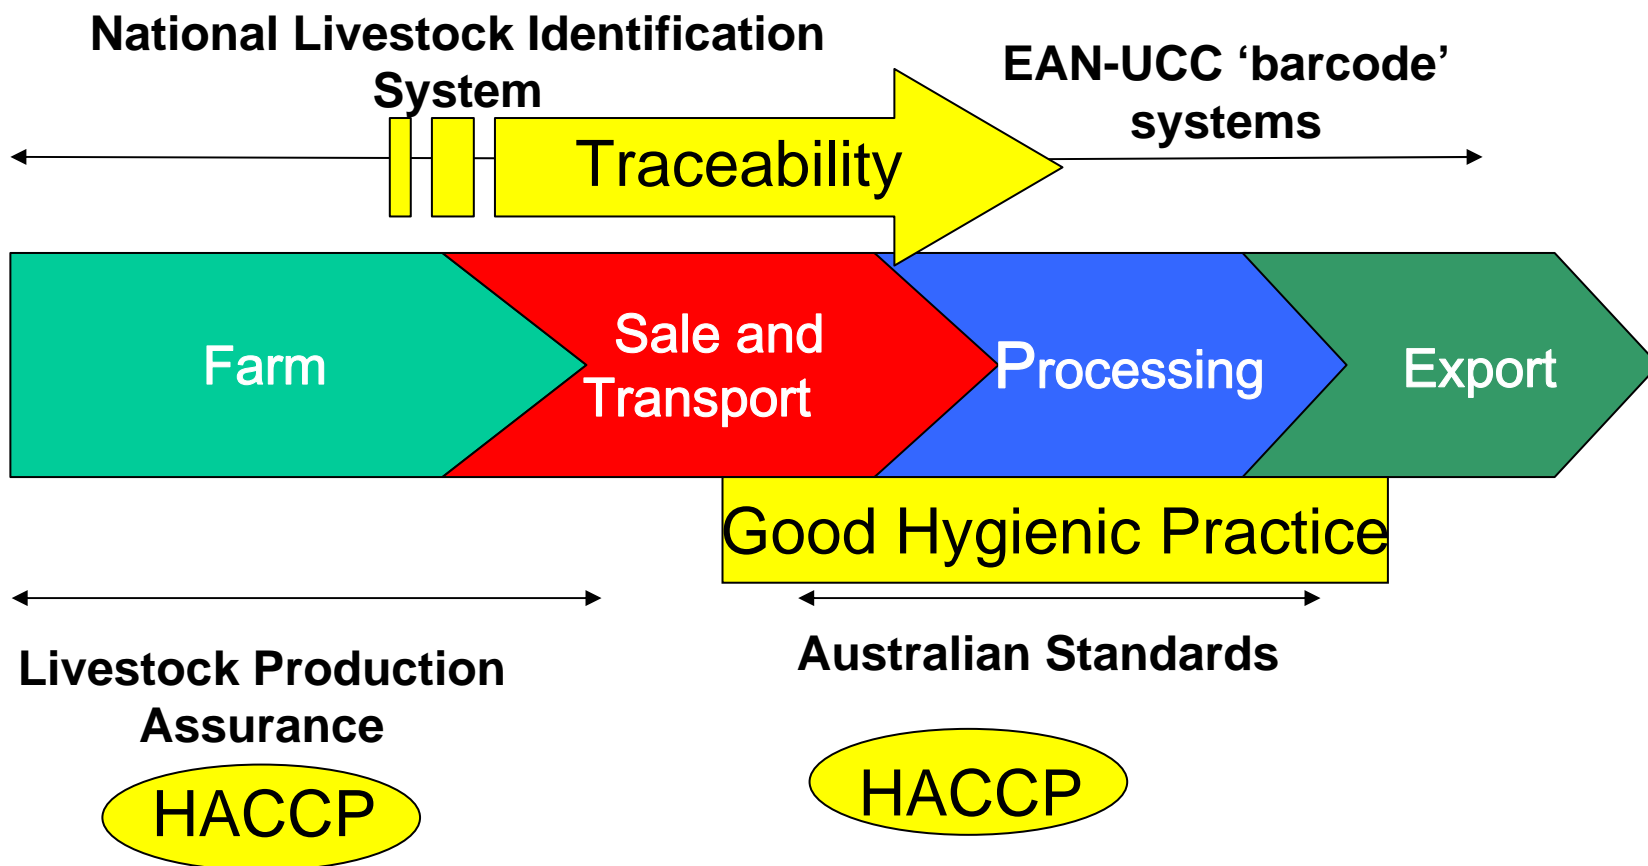 National Livestock Identification
System
EAN-UCC ‘barcode’
systems
Traceability
Farm
Sale and
Transport
Processing
Export
Good Hygienic Practice
Livestock Production
Assurance
Australian Standards
HACCP
HACCP